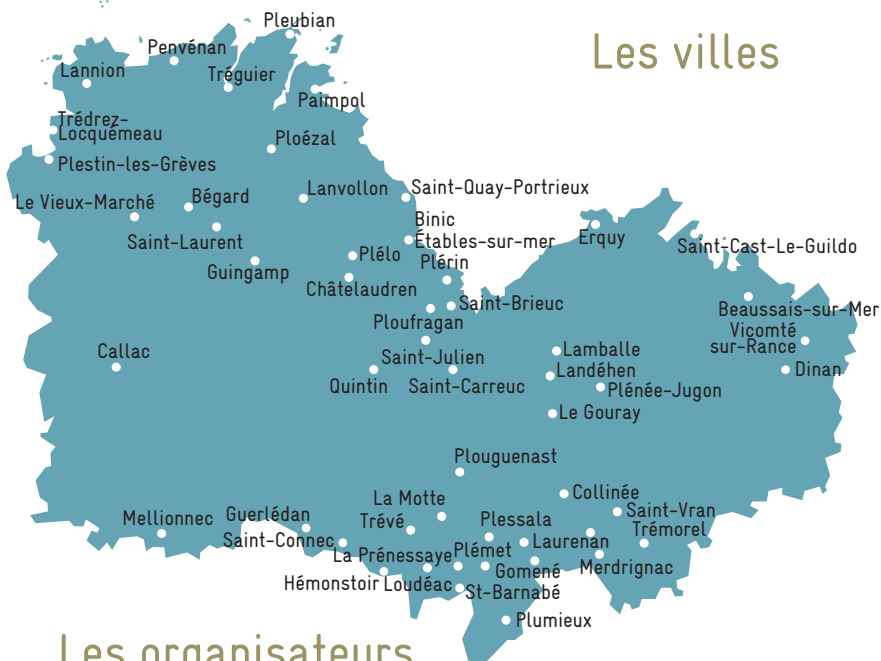 Les villes
Pleubian
Penvénan
Lannion
Tréguier
Paimpol
Trédrez-
Locquémeau
Ploézal
Plestin-les-Grèves
Le Vieux-Marché
Bégard
Lanvollon
Saint-Quay-Portrieux
Binic
Étables-sur-mer
Saint-Laurent
Erquy
Saint-Cast-Le-Guildo
Plélo
Plérin
Guingamp
Châtelaudren
Saint-Brieuc
Beaussais-sur-Mer
Ploufragan
Vicomté
sur-Rance
Callac
Saint-Julien
Lamballe
Landéhen
Dinan
Quintin
Saint-Carreuc
Plénée-Jugon
Le Gouray
Plouguenast
La Motte
Collinée
Mellionnec
Guerlédan
Trévé
Plessala
Saint-Vran
Trémorel
Saint-Connec
Laurenan
La Prénessaye
Plémet
Gomené
Merdrignac
Hémonstoir
Loudéac
St-Barnabé
Plumieux
Les organisateurs